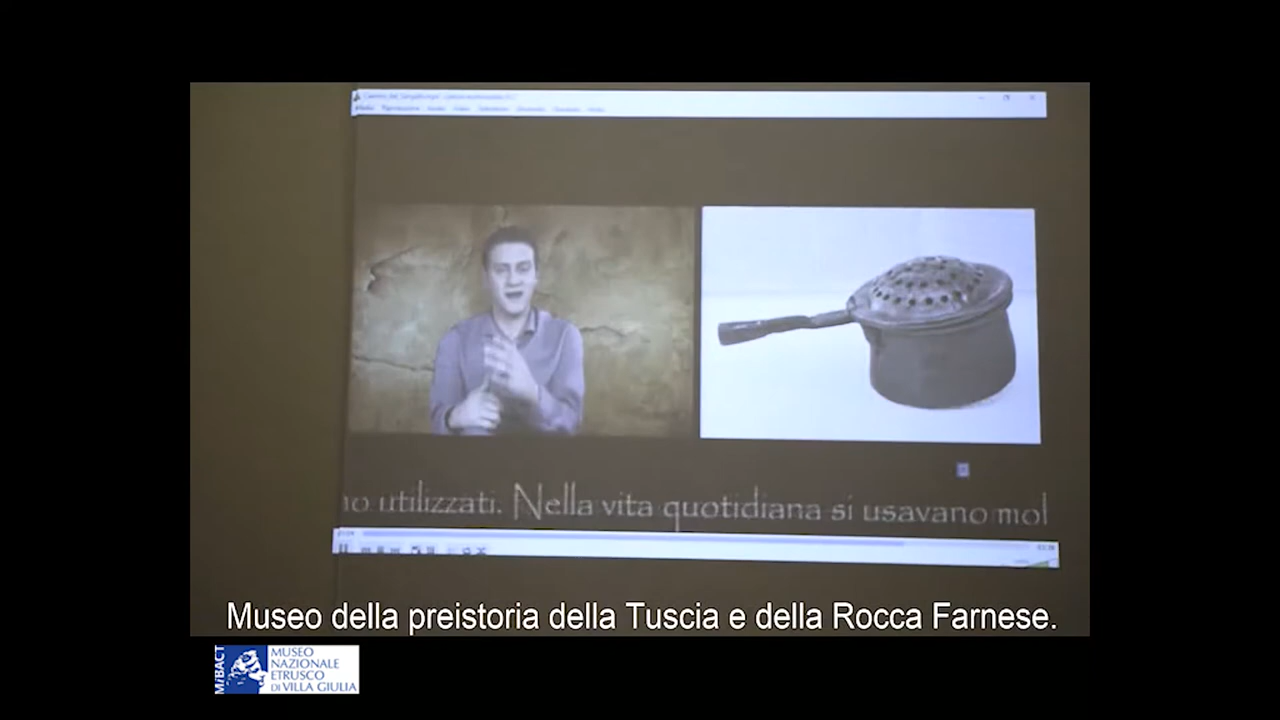 no utilizzati. Nella vita quotidiana si usavano mol
Museo della preistoria della Tuscia e della Rocca Farnese.
MiBACT
MUSEO
NAZIONALE
ETRUSCO
DI VILLA GIULIA